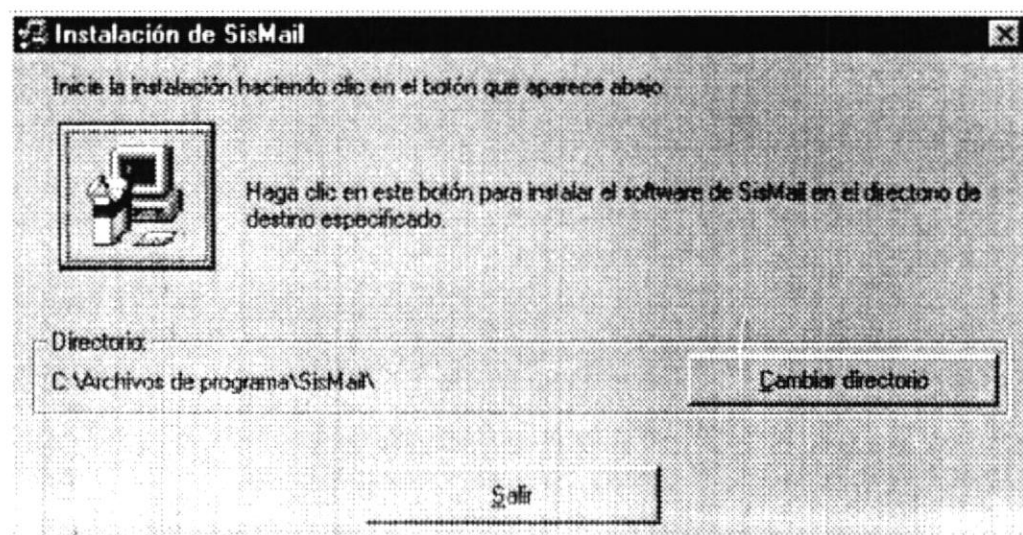 Instalación de SisMail
Inicie la instalación haciendo clic en el botón que aparece abajo.
Haga clic en este botón para instalar el software de SisMail en el directorio de
destino especificado.
Directorio:
C:\Archivos de programa\SisMail\
Cambiar directorio
Salir